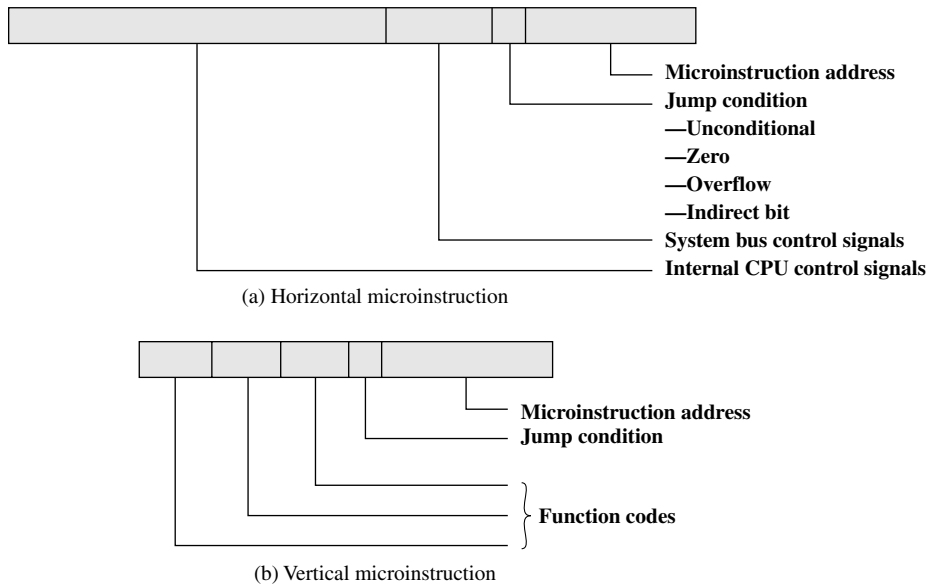 Microinstruction address
Jump condition
—Unconditional
—Zero
—Overflow
—Indirect bit
System bus control signals
Internal CPU control signals
(a) Horizontal microinstruction
Microinstruction address
Jump condition
Function codes
(b) Vertical microinstruction